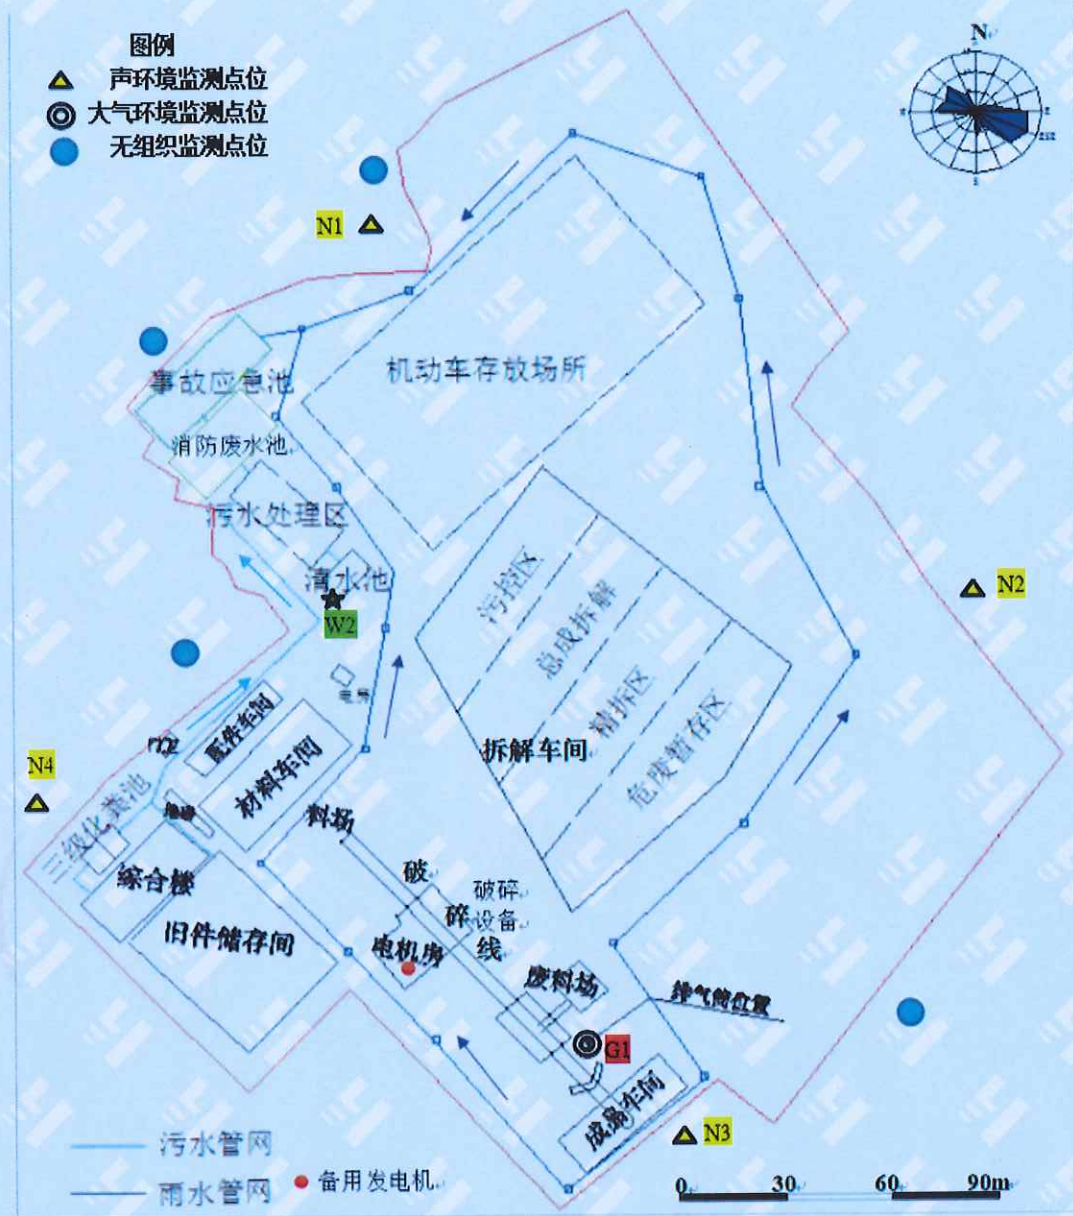 图例
声环境监测点位
大气环境监测点位
无组织监测点位
N
N1
机动车存放场所
事故应急池
消防废水池
污水处理区
清水池
W2
污控区
总成拆解
精拆区
危废暂存区
拆解车间
N2
配件车间
材料车间
N4
三级化粪池
料场
综合楼
旧件储存间
破
碎
线
破碎
设备
电机房
废料场
排气筒位置
G1
成品车间
N3
污水管网
雨水管网
备用发电机
0 30 60 90m